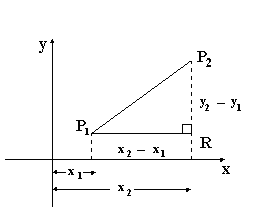 y
P₂
y₂ − y₁
P₁
R
x₂ − x₁
x
x₁
x₂